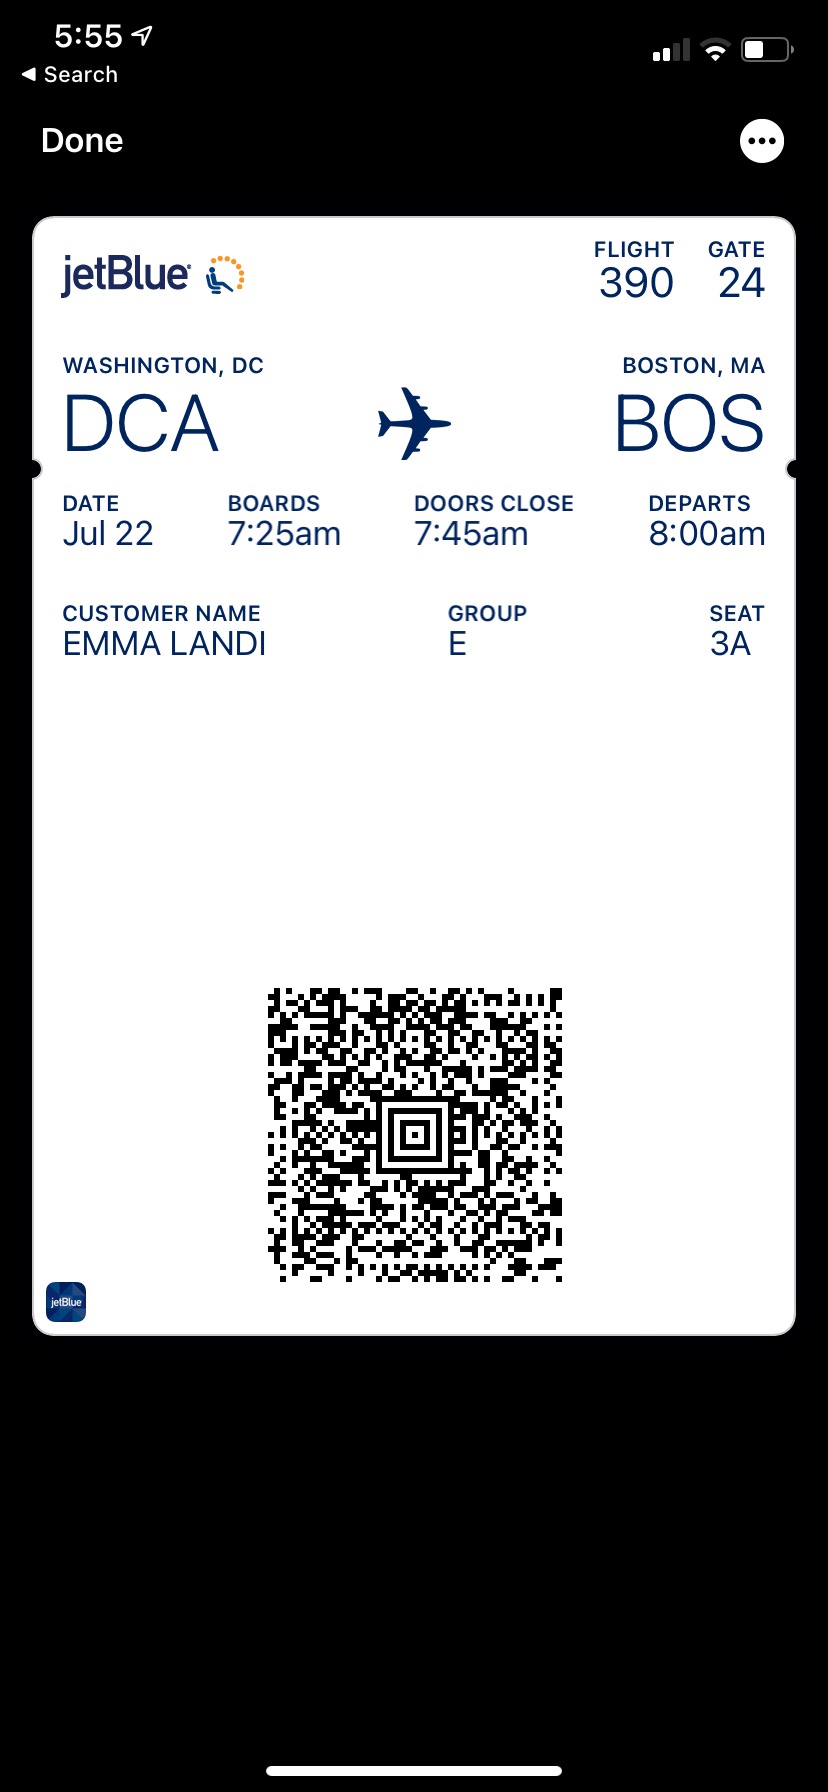 5:55
◀ Search
Done
jetBlue
FLIGHT GATE
390 24
WASHINGTON, DC BOSTON, MA
DCA BOS
DATE BOARDS DOORS CLOSE DEPARTS
Jul 22 7:25am 7:45am 8:00am
CUSTOMER NAME GROUP SEAT
EMMA LANDI E 3A
jetBlue